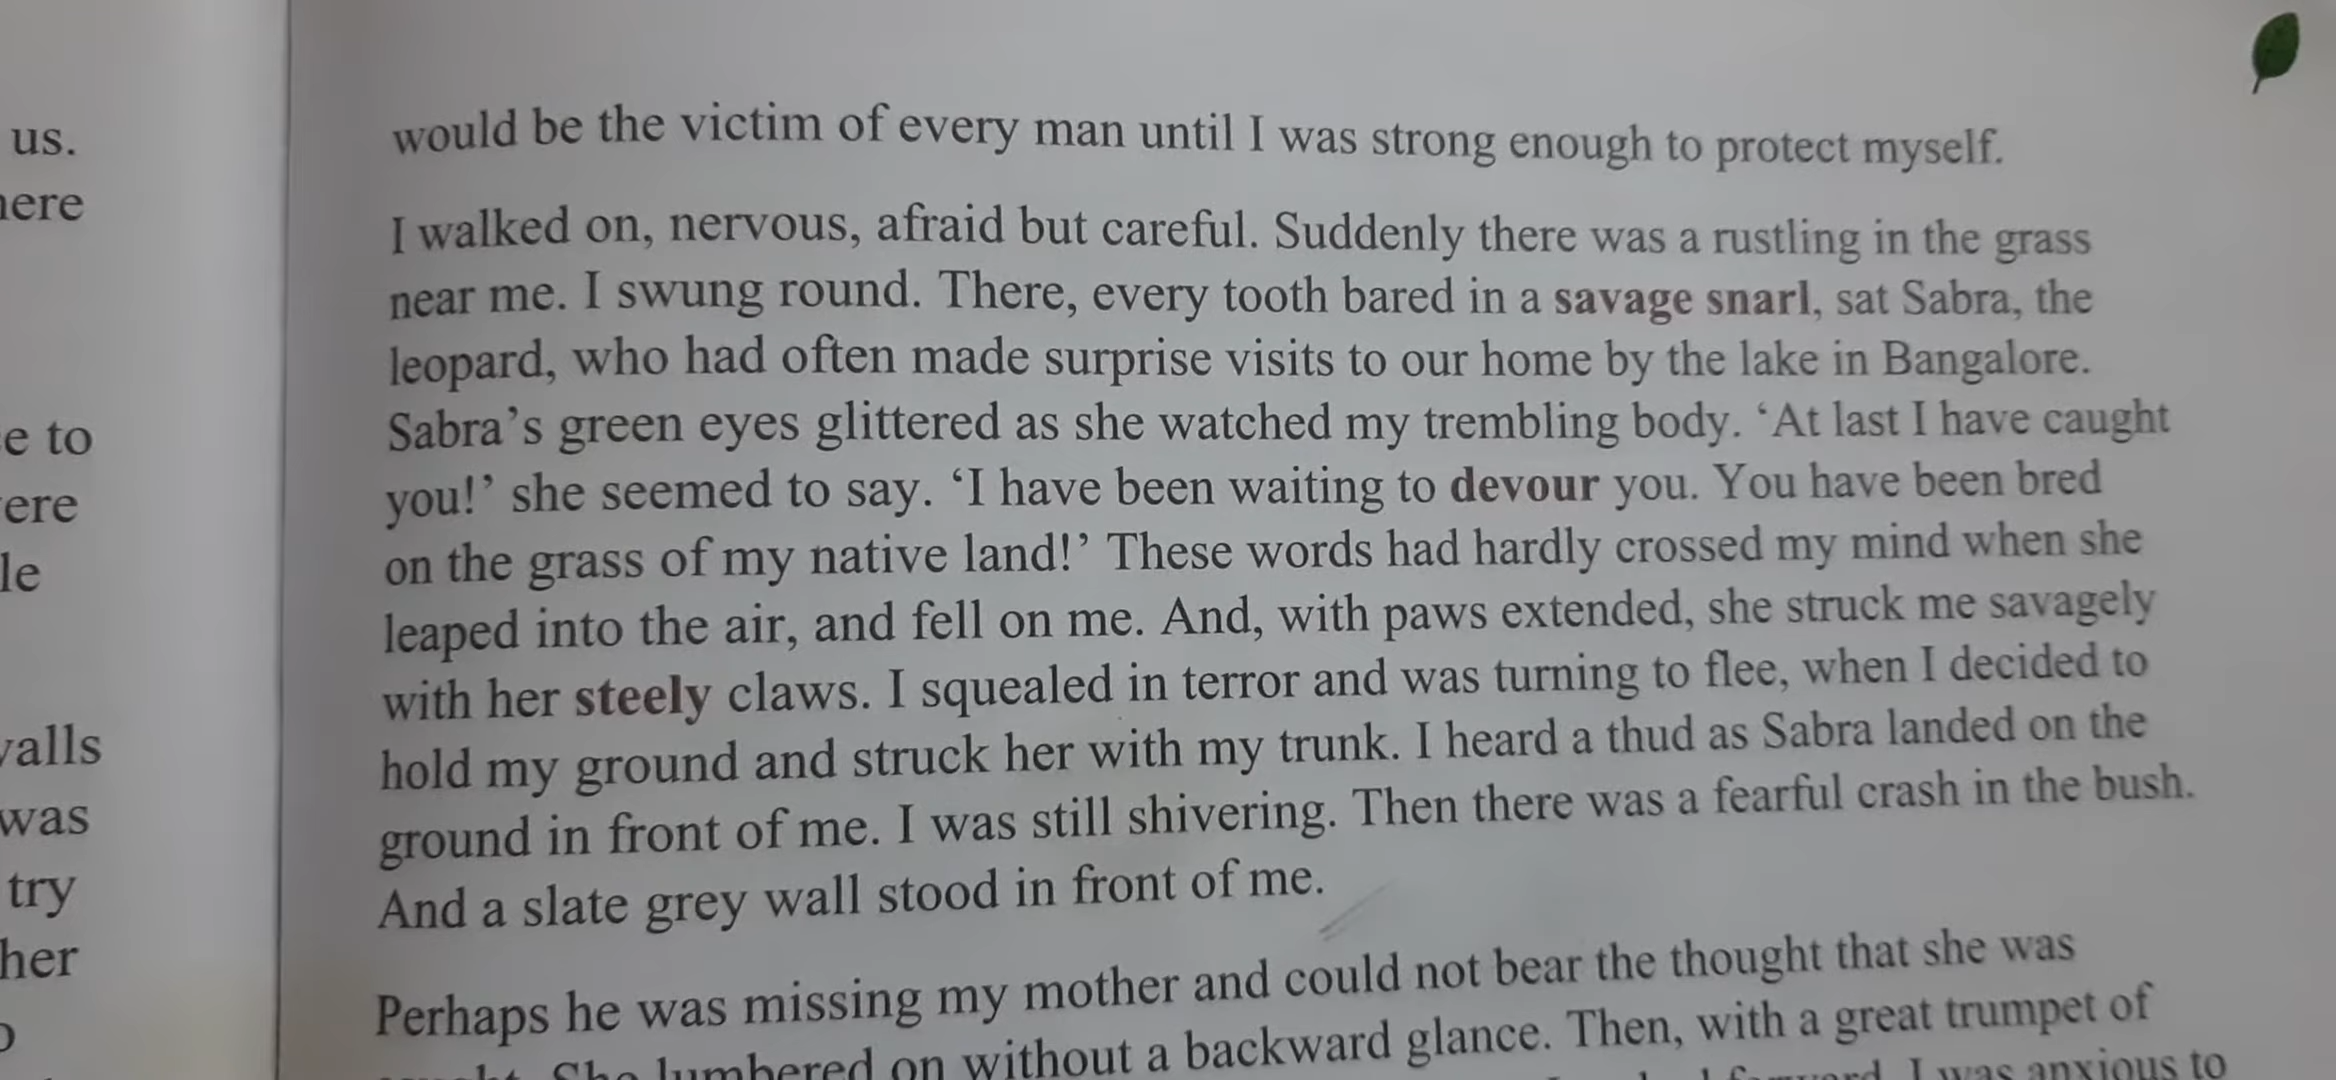 us.
ere
e to
ere
le
valls
was
try
her
would be the victim of every man until I was strong enough to protect myself.
I walked on, nervous, afraid but careful. Suddenly there was a rustling in the grass
near me. I swung round. There, every tooth bared in a savage snarl, sat Sabra, the
leopard, who had often made surprise visits to our home by the lake in Bangalore.
Sabra’s green eyes glittered as she watched my trembling body. ‘At last I have caught
you!’ she seemed to say. ‘I have been waiting to devour you. You have been bred
on the grass of my native land!’ These words had hardly crossed my mind when she
leaped into the air, and fell on me. And, with paws extended, she struck me savagely
with her steely claws. I squealed in terror and was turning to flee, when I decided to
hold my ground and struck her with my trunk. I heard a thud as Sabra landed on the
ground in front of me. I was still shivering. Then there was a fearful crash in the bush.
And a slate grey wall stood in front of me.
Perhaps he was missing my mother and could not bear the thought that she was
She lumbered on without a backward glance. Then, with a great trumpet of
I was anxious to